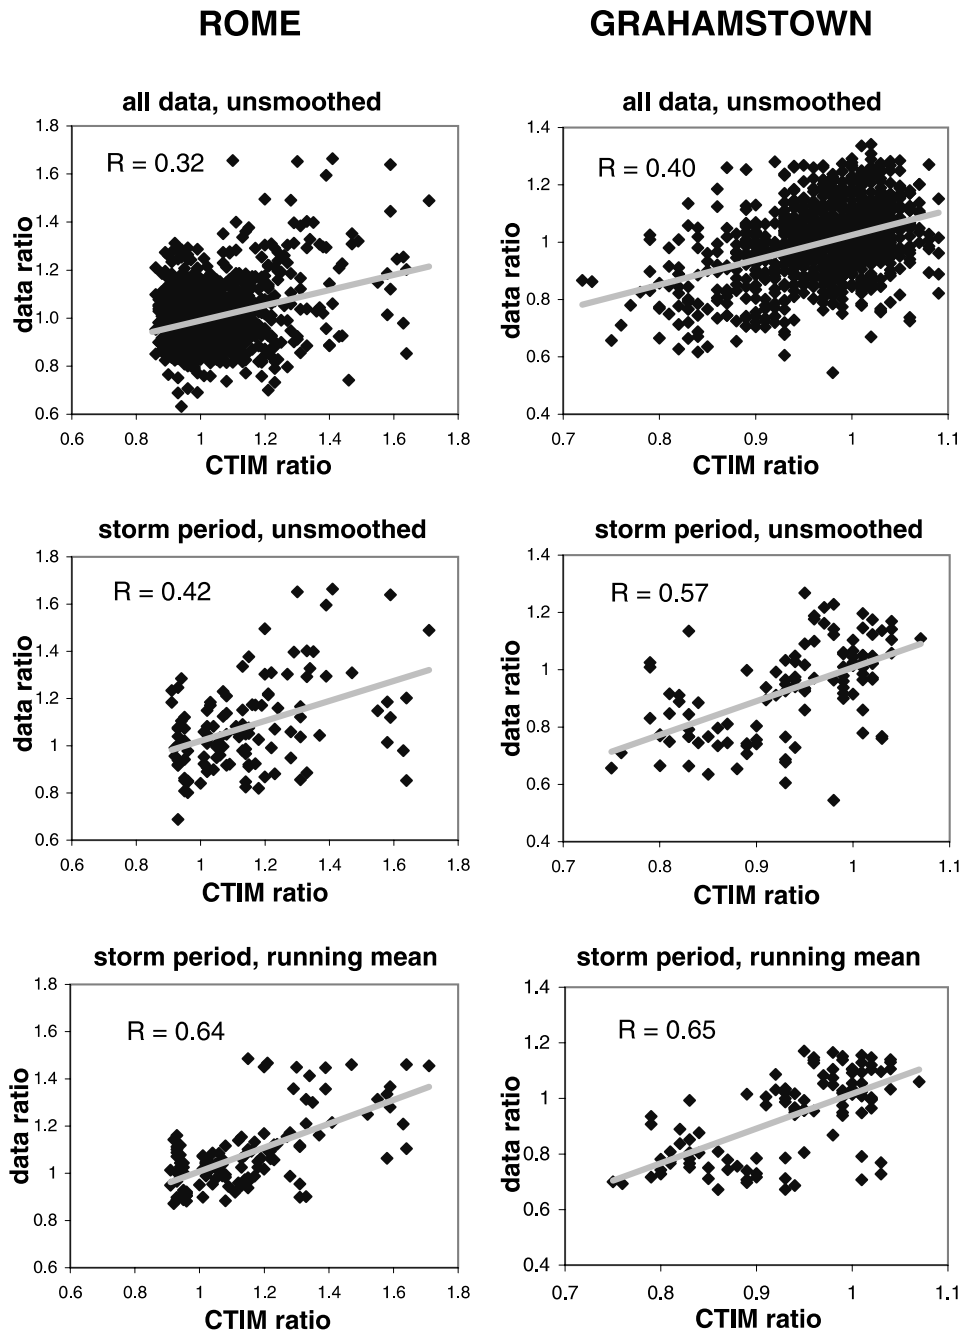 ROME
GRAHAMSTOWN
all data, unsmoothed
R = 0.32
data ratio
1.8
1.6
1.4
1.2
1.0
0.8
0.6
0.6
0.8
1
1.2
1.4
1.6
1.8
CTIM ratio
all data, unsmoothed
R = 0.40
data ratio
1.4
1.2
1
0.8
0.6
0.4
0.7
0.8
0.9
1
1.1
CTIM ratio
storm period, unsmoothed
R = 0.42
data ratio
1.8
1.6
1.4
1.2
1
0.8
0.6
0.6
0.8
1
1.2
1.4
1.6
1.8
CTIM ratio
storm period, unsmoothed
R = 0.57
data ratio
1.4
1.2
1
0.8
0.6
0.4
0.7
0.8
0.9
1
1.1
CTIM ratio
storm period, running mean
R = 0.64
data ratio
1.8
1.6
1.4
1.2
1
0.8
0.6
0.6
0.8
1
1.2
1.4
1.6
1.8
CTIM ratio
storm period, running mean
R = 0.65
data ratio
1.4
1.2
1
0.8
0.6
0.4
0.7
0.8
0.9
1
1.1
CTIM ratio